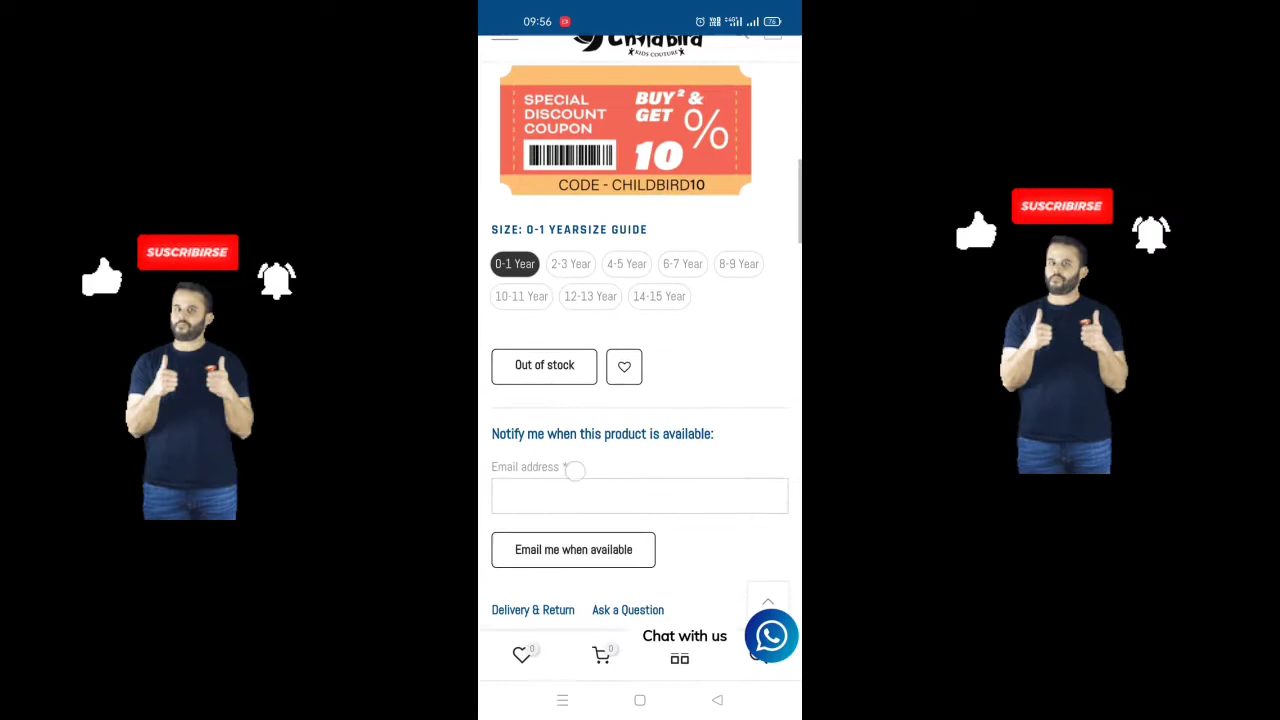 09:56
76
Childbird
KIDS COUTURE
SPECIAL
DISCOUNT
COUPON
BUY 2 &
GET
10 %
CODE - CHILDBIRD10
SIZE: 0-1 YEARSIZE GUIDE
0-1 Year 2-3 Year 4-5 Year 6-7 Year 8-9 Year
10-11 Year 12-13 Year 14-15 Year
Out of stock
Notify me when this product is available:
Email address *
Email me when available
Delivery & Return Ask a Question
Chat with us
0 0
SUSCRIBIRSE
SUSCRIBIRSE